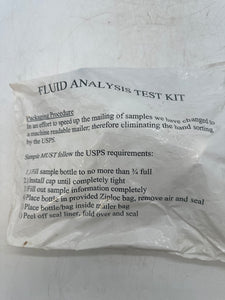 FLUID ANALYSIS TEST KIT
Packaging Procedure
In an effort to speed up the mailing of samples we have changed to
a machine readable mailer; therefore eliminating the hand sorting,
by the USPS.
Sample MUST follow the USPS requirements:
1) Fill sample bottle to no more than ¾ full
2) Install cap until completely tight
3) Fill out sample information completely
4) Place bottle in provided Ziploc bag, remove air and seal
5) Place bottle/bag inside mailer bag
6) Peel off seal liner, fold over and seal